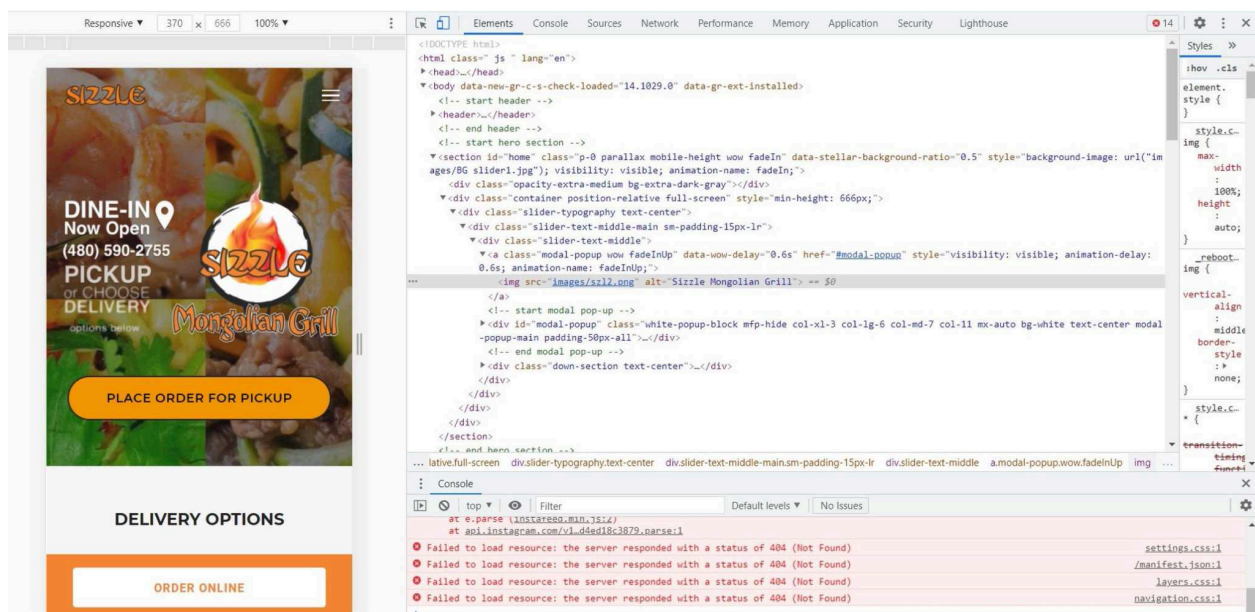 Responsive ▼ 370 × 666 100% ▼
SIZZLE
DINE-IN
Now Open
(480) 590-2755
PICKUP
or CHOOSE
DELIVERY
options below
SIZZLE
Mongolian Grill
PLACE ORDER FOR PICKUP
DELIVERY OPTIONS
ORDER ONLINE
Elements Console Sources Network Performance Memory Application Security Lighthouse 14
<!DOCTYPE html>
<html class=" js " lang="en">
<head>…</head>
<body data-new-gr-c-s-check-loaded="14.1029.0" data-gr-ext-installed>
<!-- start header -->
<header>…</header>
<!-- end header -->
<!-- start hero section -->
<section id="home" class="p-0 parallax mobile-height wow fadeIn" data-stellar-background-ratio="0.5" style="background-image: url("im
ages/BG slider1.jpg"); visibility: visible; animation-name: fadeIn;">
<div class="opacity-extra-medium bg-extra-dark-gray"></div>
<div class="container position-relative full-screen" style="min-height: 666px;">
<div class="slider-typography text-center">
<div class="slider-text-middle-main sm-padding-15px-lr">
<div class="slider-text-middle">
<a class="modal-popup wow fadeInUp" data-wow-delay="0.6s" href="#modal-popup" style="visibility: visible; animation-delay:
0.6s; animation-name: fadeInUp;">
<img src="images/szl2.png" alt="Sizzle Mongolian Grill"> == $0
</a>
<!-- start modal pop-up -->
<div id="modal-popup" class="white-popup-block mfp-hide col-xl-3 col-lg-6 col-md-7 col-11 mx-auto bg-white text-center modal
-popup-main padding-50px-all">…</div>
<!-- end modal pop-up -->
<div class="down-section text-center">…</div>
</div>
</div>
</div>
</div>
</section>
<!-- end hero section -->
... lative.full-screen div.slider-typography.text-center div.slider-text-middle-main.sm-padding-15px-lr div.slider-text-middle a.modal-popup.wow.fadeInUp img ...
Styles »
:hov .cls
element.
style {
}
style.c…
img {
max-
width
:
100%;
height
:
auto;
}
_reboot…
img {
vertical-
align
:
middle
border-
style
:
none;
}
style.c…
* {
transition-
timing
functi
Console
top ▼ Filter Default levels ▼ No Issues
at e.parse (instafeed.min.js:2)
at api.instagram.com/v1…d4ed18c3879.parse:1
Failed to load resource: the server responded with a status of 404 (Not Found) settings.css:1
Failed to load resource: the server responded with a status of 404 (Not Found) /manifest.json:1
Failed to load resource: the server responded with a status of 404 (Not Found) layers.css:1
Failed to load resource: the server responded with a status of 404 (Not Found) navigation.css:1